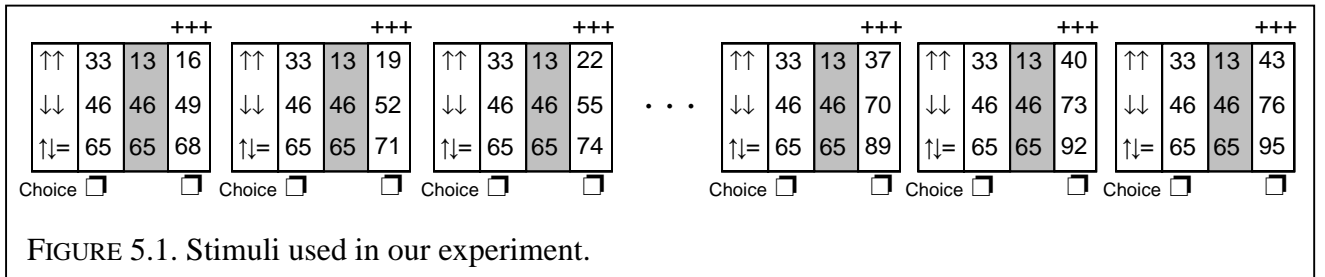 +++ +++ +++ +++ +++ +++
↑↑ 33 13 16 ↑↑ 33 13 19 ↑↑ 33 13 22 ↑↑ 33 13 37 ↑↑ 33 13 40 ↑↑ 33 13 43
↓↓ 46 46 49 ↓↓ 46 46 52 ↓↓ 46 46 55 . . . ↓↓ 46 46 70 ↓↓ 46 46 73 ↓↓ 46 46 76
↑↓= 65 65 68 ↑↓= 65 65 71 ↑↓= 65 65 74 ↑↓= 65 65 89 ↑↓= 65 65 92 ↑↓= 65 65 95
Choice ❒ ❒ Choice ❒ ❒ Choice ❒ ❒ Choice ❒ ❒ Choice ❒ ❒ Choice ❒ ❒
FIGURE 5.1. Stimuli used in our experiment.